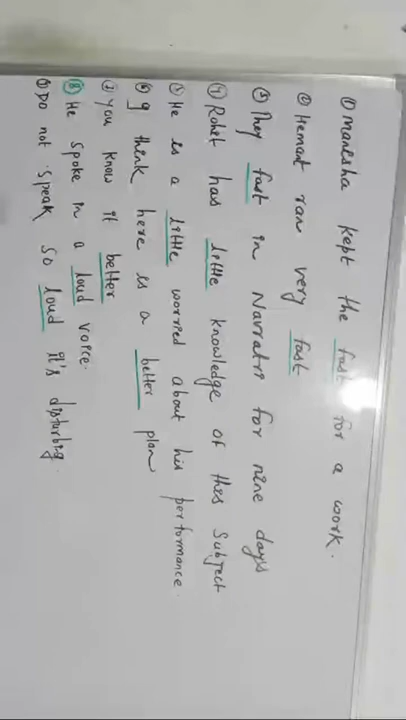 ① Manisha kept the fast for a work.
② Hemant ran very fast
③ They fast in Navratri for nine days
④ Rohit has little knowledge of this Subject
⑤ He is a little worried about his performance.
⑥ I think here is a better plan
⑦ You know it better
⑧ He spoke in a loud voice.
⑨ Do not speak so loud it's disturbing.